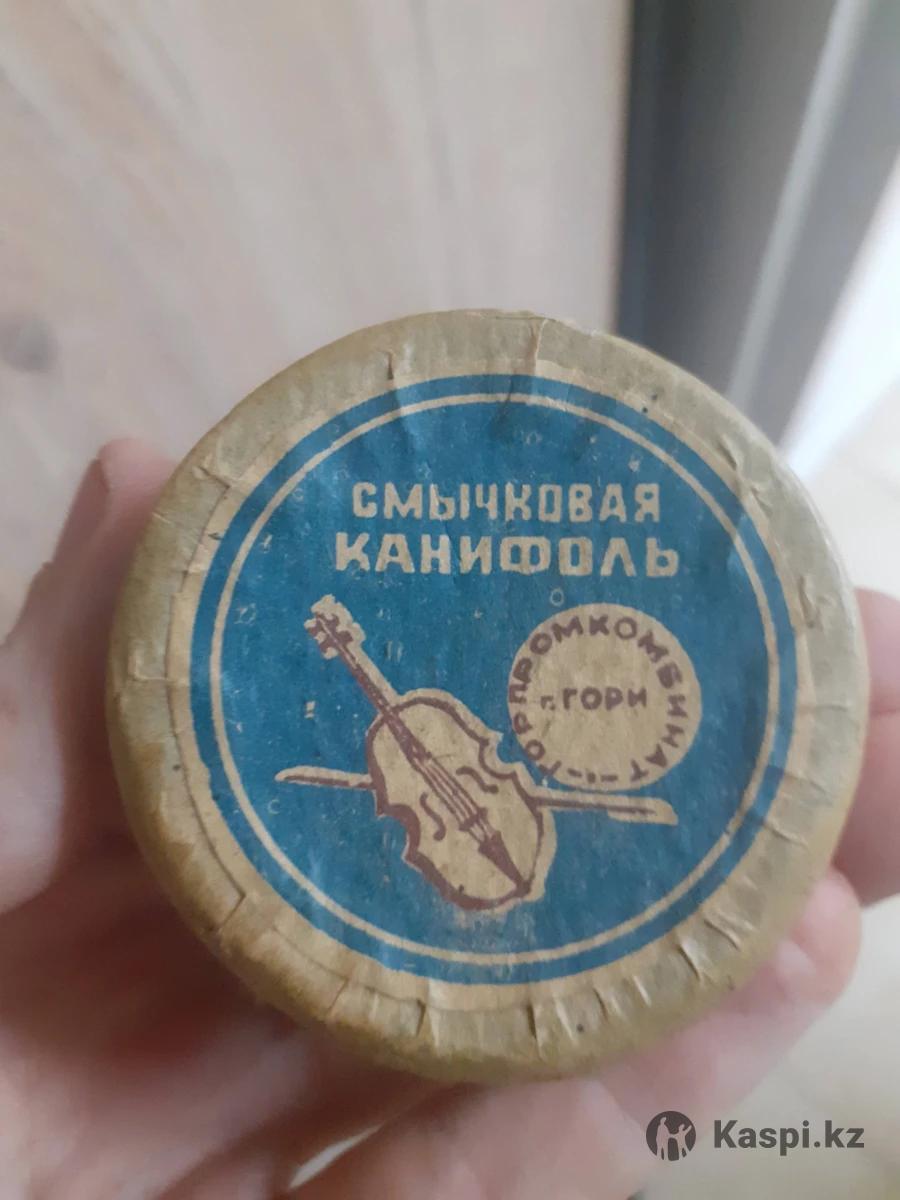 СМЫЧКОВАЯ
КАНИФОЛЬ
ГОРПРОМКОМБИНАТ
г. ГОРИ
Kaspi.kz